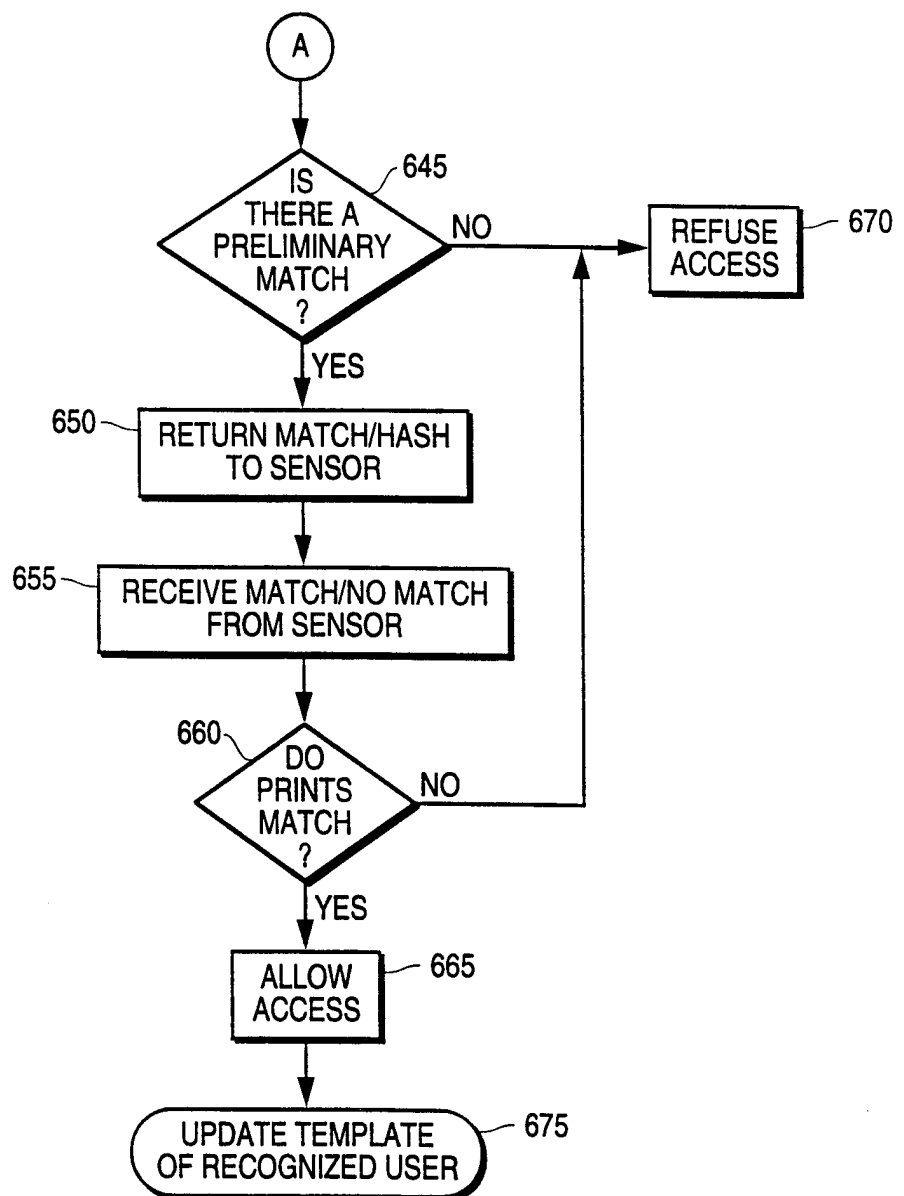 A
645
IS
THERE A
PRELIMINARY
MATCH
?
NO
REFUSE
ACCESS
670
YES
650
RETURN MATCH/HASH
TO SENSOR
655
RECEIVE MATCH/NO MATCH
FROM SENSOR
660
DO
PRINTS
MATCH
?
NO
YES
ALLOW
ACCESS
665
UPDATE TEMPLATE
OF RECOGNIZED USER
675